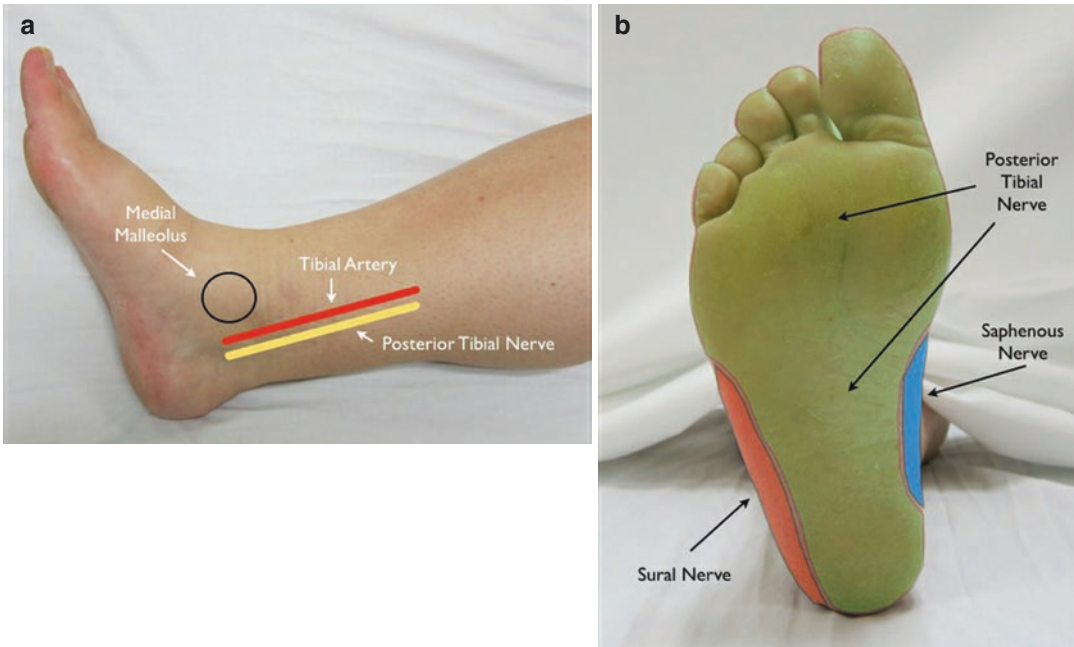 a
Medial
Malleolus
Tibial Artery
Posterior Tibial Nerve
b
Posterior
Tibial
Nerve
Saphenous
Nerve
Sural Nerve